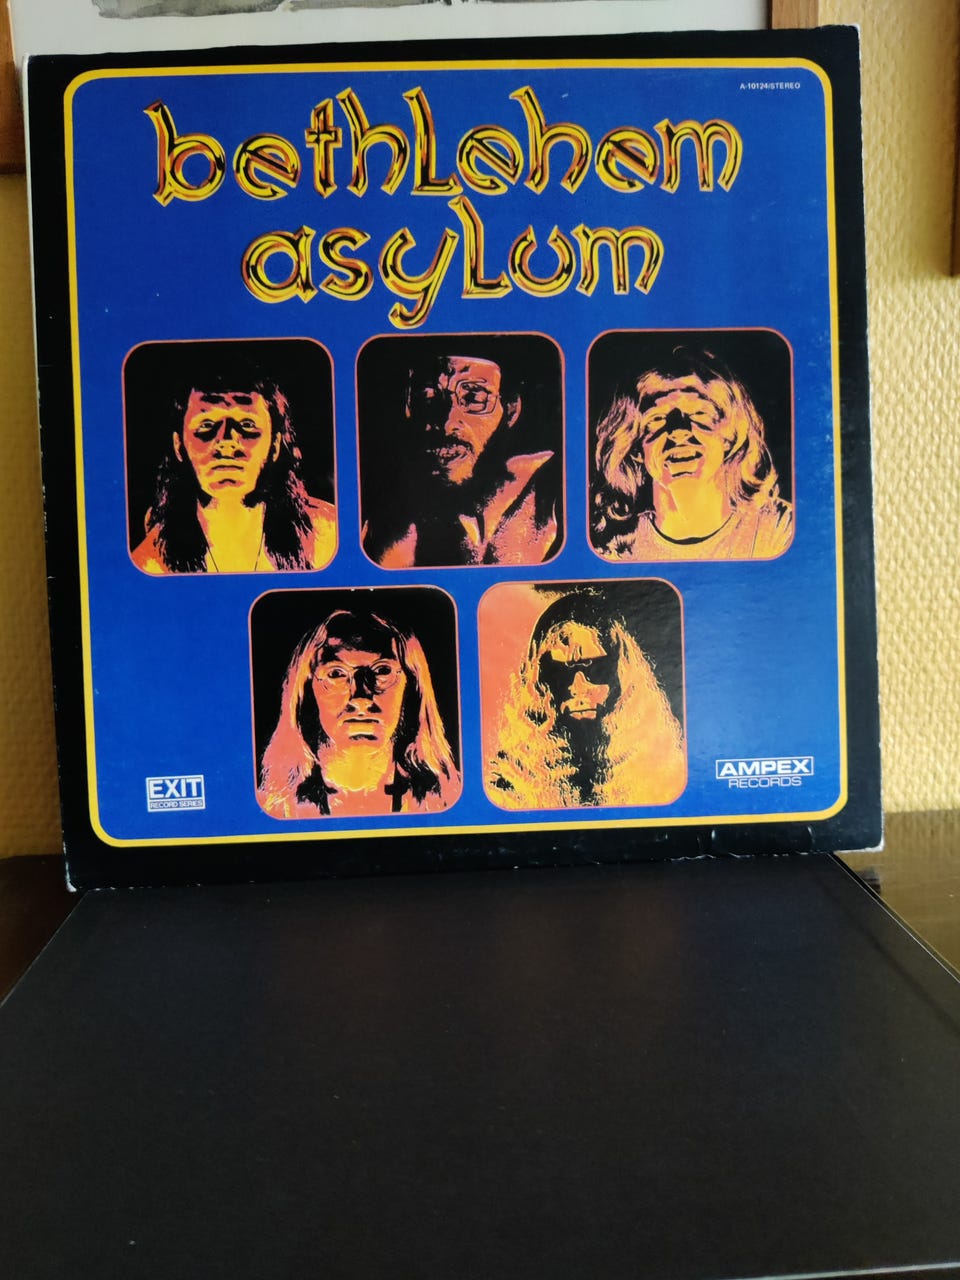 A-10124/STEREO
bethLehem
asyLum
EXIT
RECORD SERIES
AMPEX
RECORDS